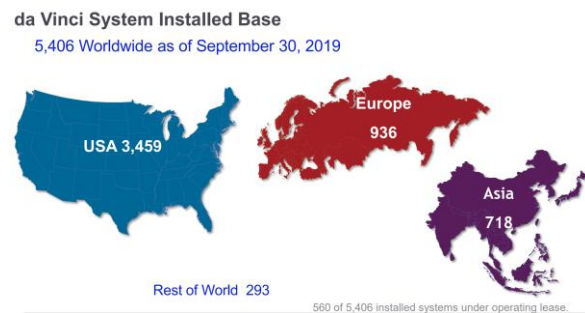 da Vinci System Installed Base
5,406 Worldwide as of September 30, 2019
Europe
936
USA 3,459
Asia
718
Rest of World 293
560 of 5,406 installed systems under operating lease.